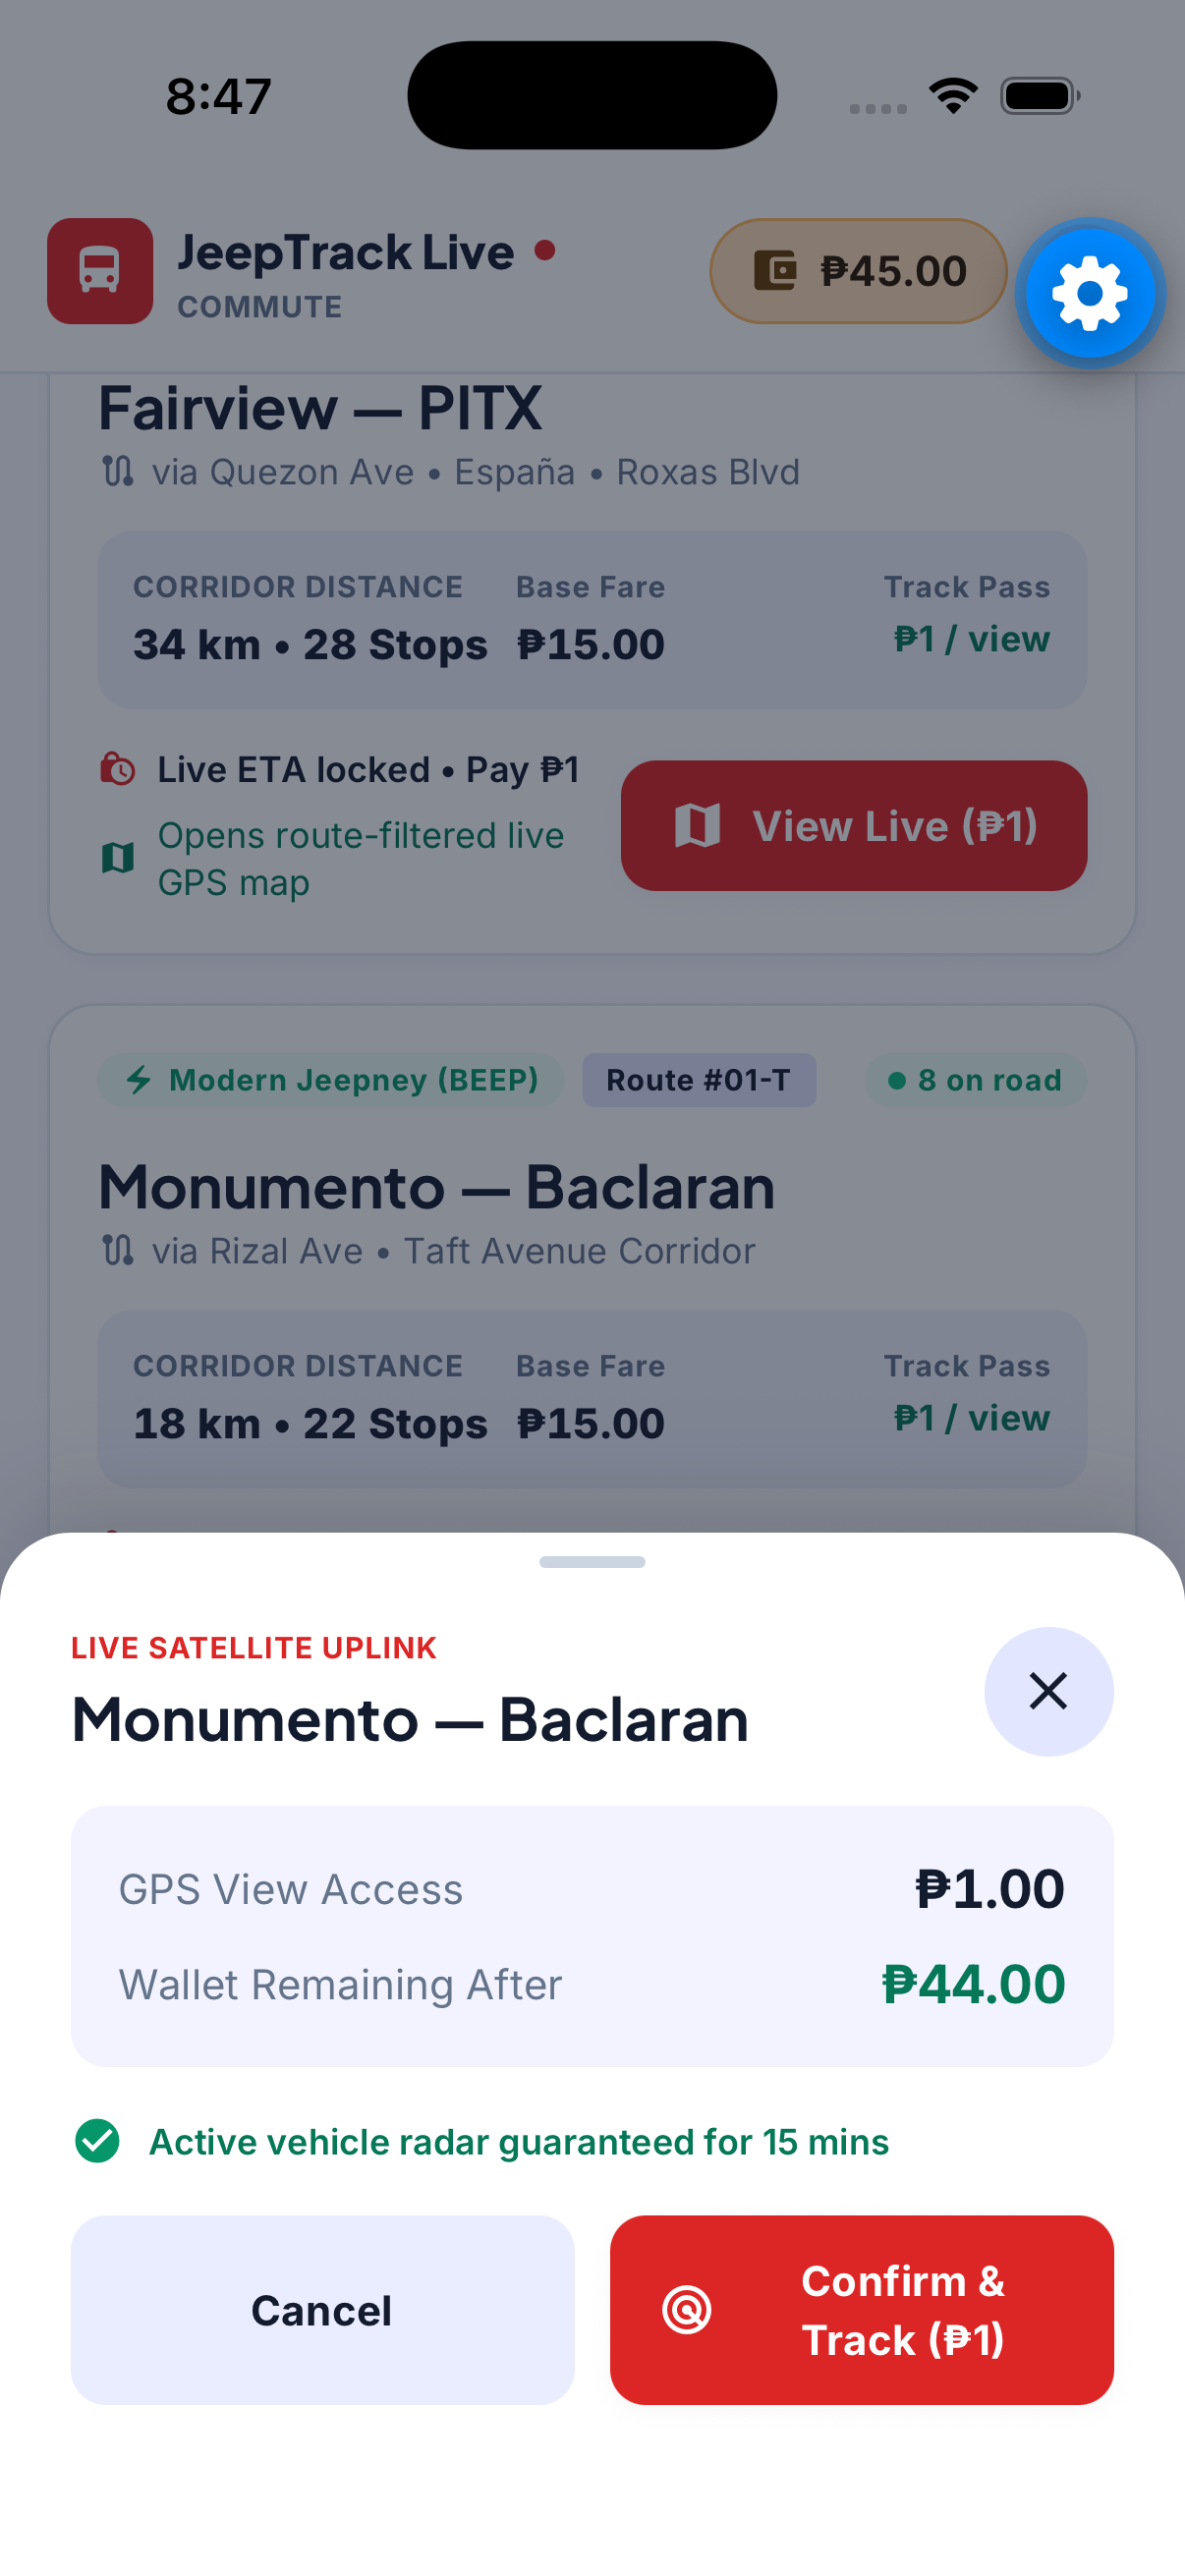 8:47
JeepTrack Live
COMMUTE
₱45.00
Fairview — PITX
via Quezon Ave • España • Roxas Blvd
CORRIDOR DISTANCE Base Fare Track Pass
34 km • 28 Stops ₱15.00 ₱1 / view
Live ETA locked • Pay ₱1
Opens route-filtered live
GPS map
View Live (₱1)
Modern Jeepney (BEEP) Route #01-T 8 on road
Monumento — Baclaran
via Rizal Ave • Taft Avenue Corridor
CORRIDOR DISTANCE Base Fare Track Pass
18 km • 22 Stops ₱15.00 ₱1 / view
LIVE SATELLITE UPLINK
Monumento — Baclaran
GPS View Access ₱1.00
Wallet Remaining After ₱44.00
Active vehicle radar guaranteed for 15 mins
Cancel
Confirm &
Track (₱1)